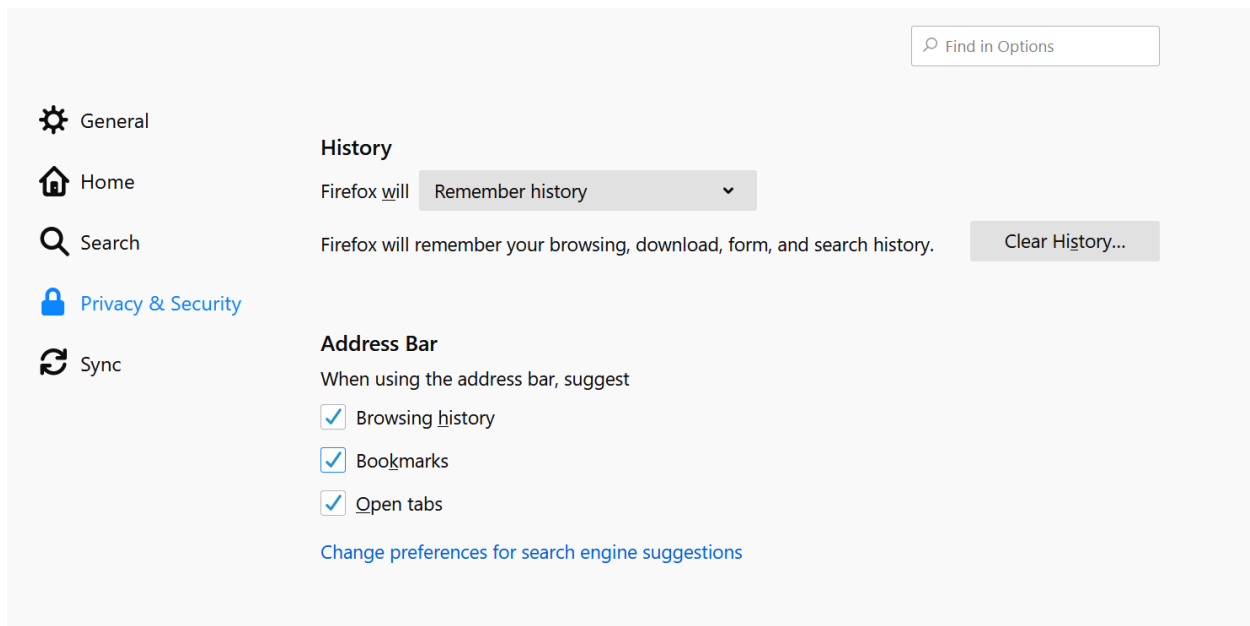 Find in Options
General
Home
Search
Privacy & Security
Sync
History
Firefox will Remember history
Firefox will remember your browsing, download, form, and search history. Clear History...
Address Bar
When using the address bar, suggest
Browsing history
Bookmarks
Open tabs
Change preferences for search engine suggestions